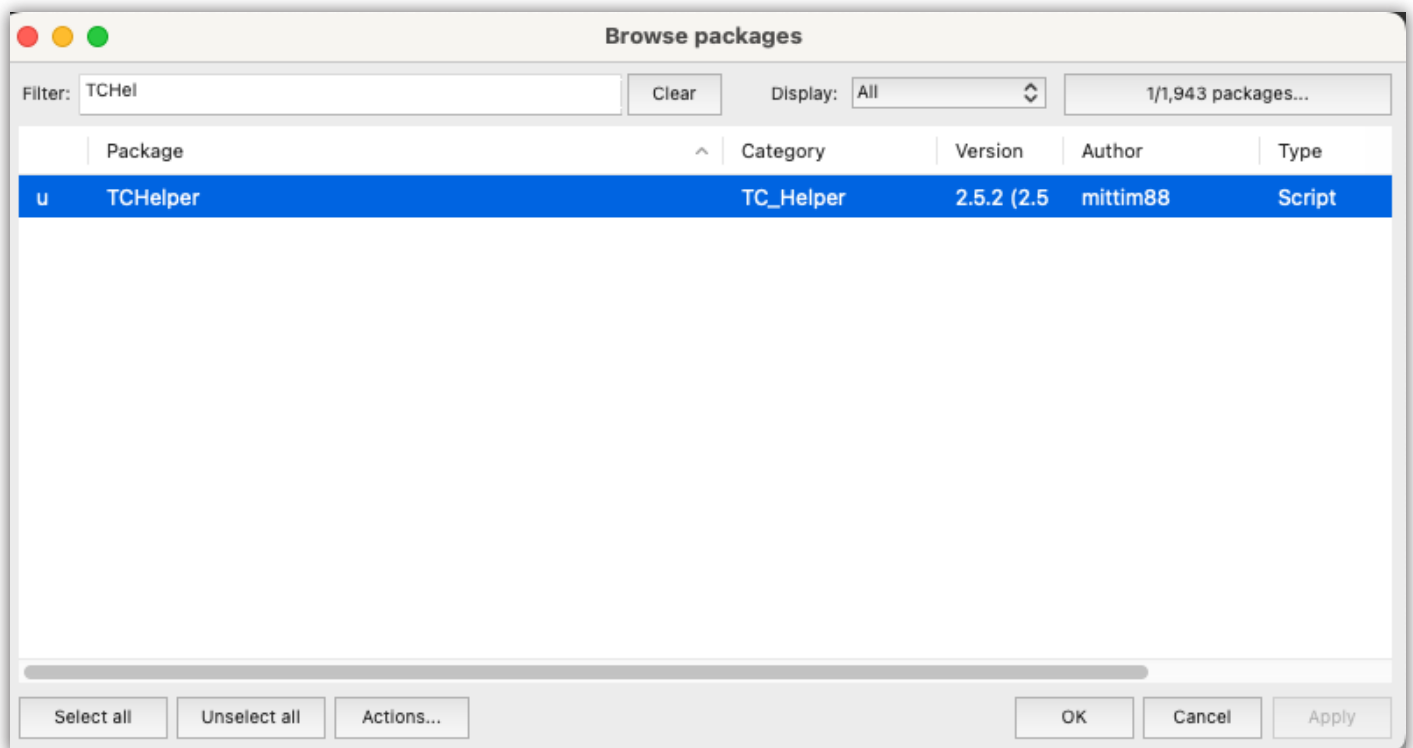 Browse packages
Filter: TCHel Clear Display: All 1/1,943 packages...
Package Category Version Author Type
u TCHelper TC_Helper 2.5.2 (2.5 mittim88 Script
Select all Unselect all Actions... OK Cancel Apply